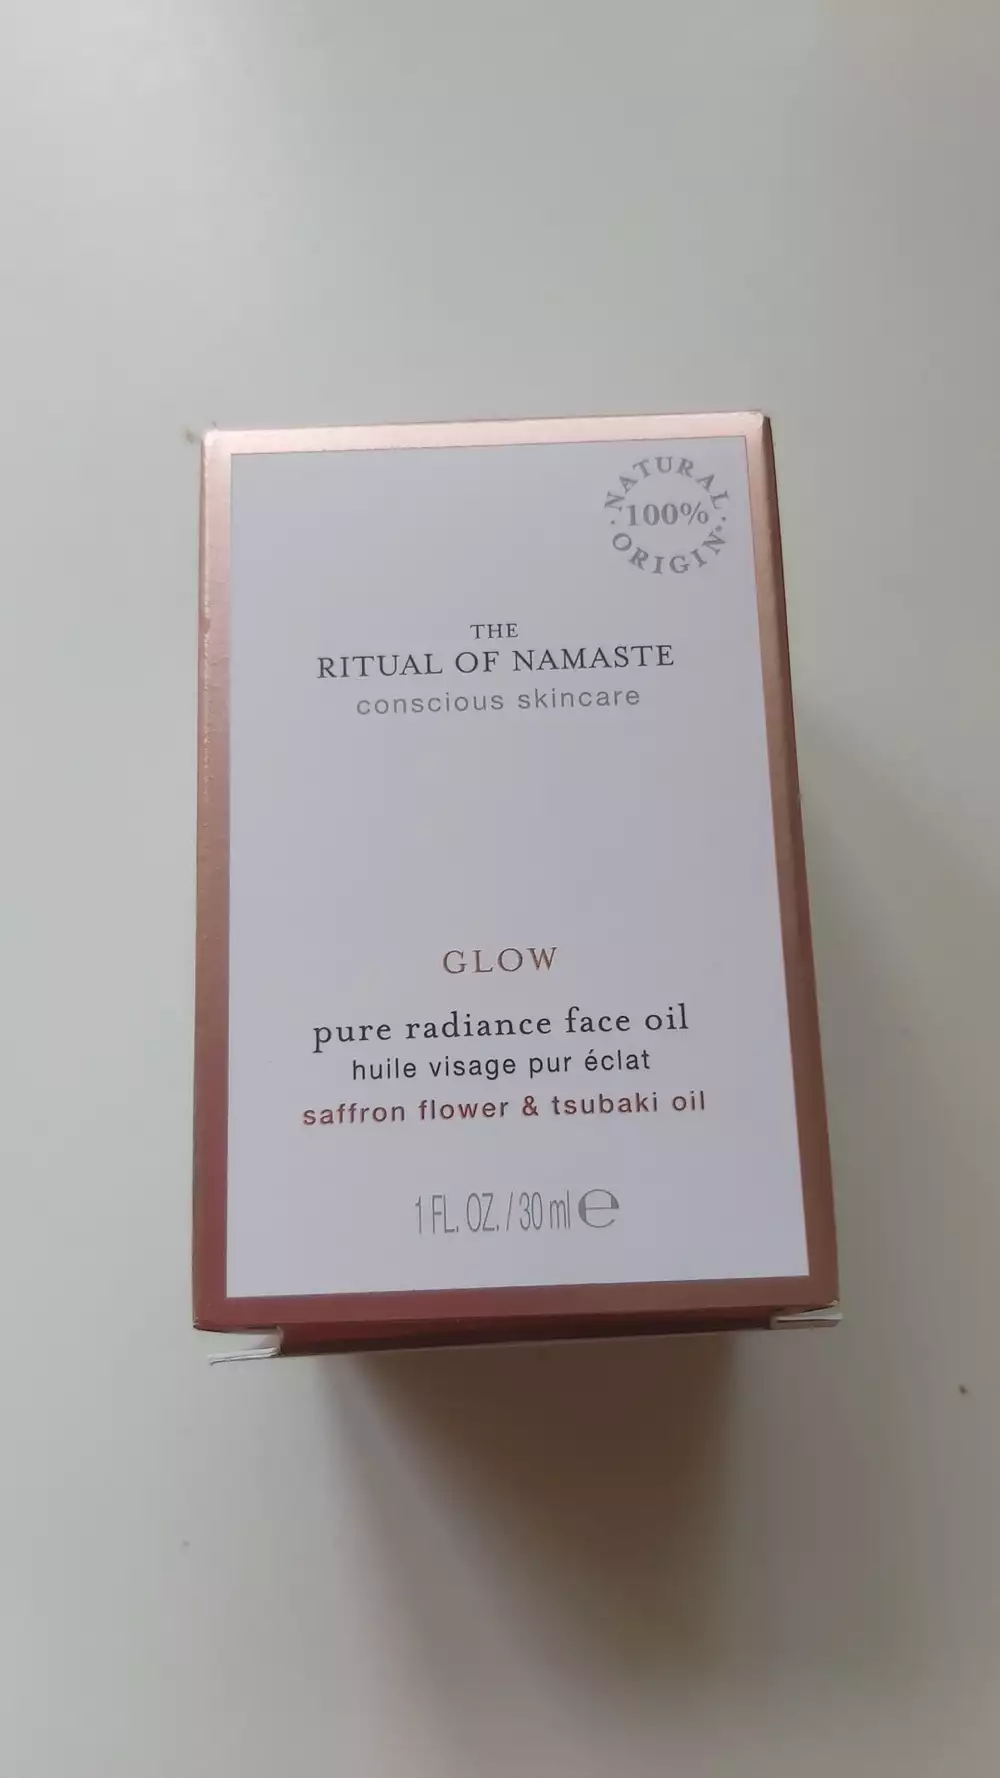 NATURAL
100%
ORIGIN*
THE
RITUAL OF NAMASTE
conscious skincare
GLOW
pure radiance face oil
huile visage pur éclat
saffron flower & tsubaki oil
1 FL. OZ. / 30 ml ℮